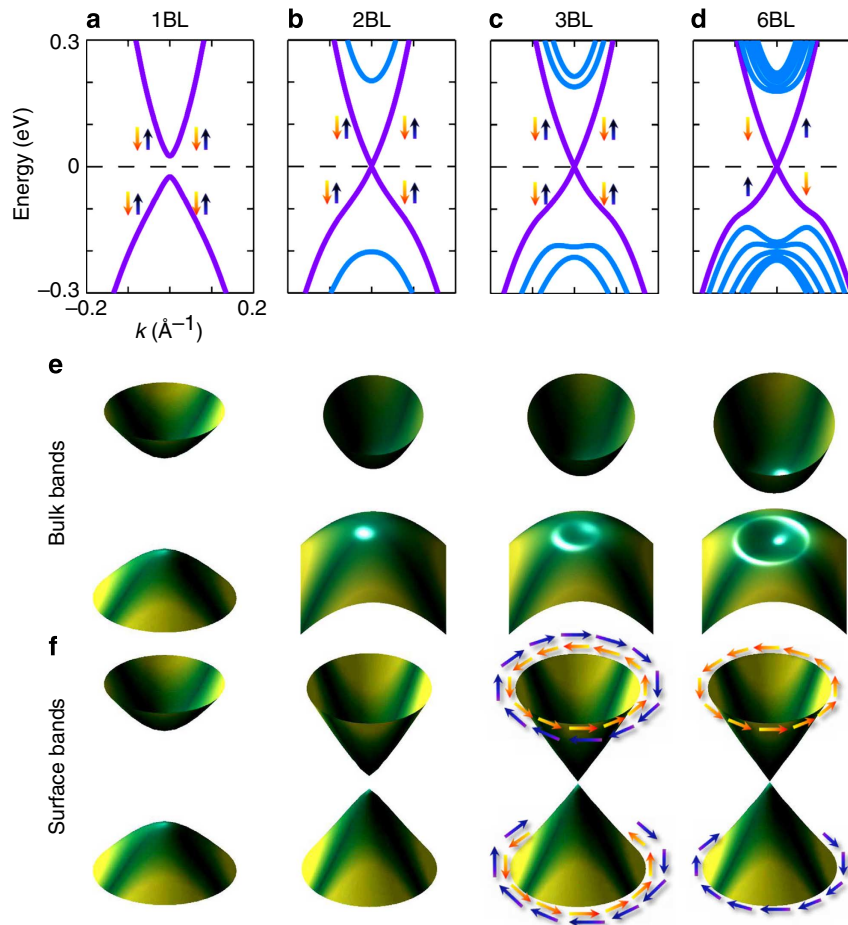 a 1BL b 2BL c 3BL d 6BL
0.3
Energy (eV)
0
−0.3
−0.2 0.2
k (Å−1)
e
Bulk bands
f
Surface bands